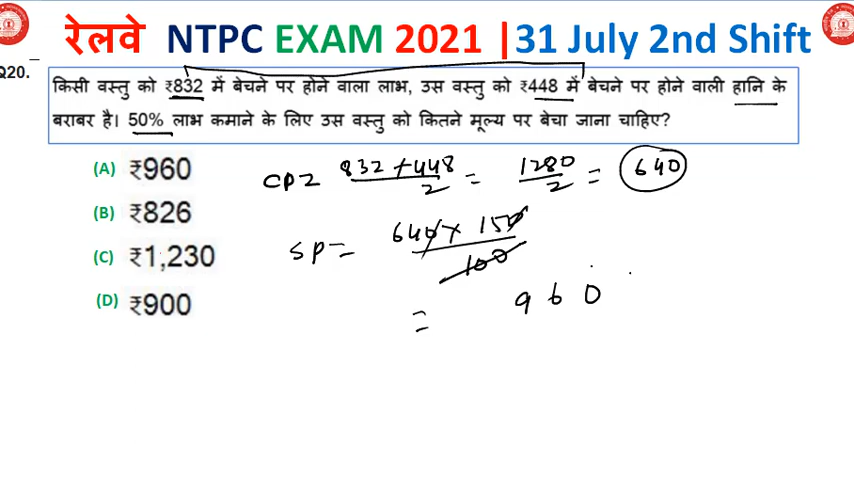 रेलवे NTPC EXAM 2021 |31 July 2nd Shift
Q20.
किसी वस्तु को ₹832 में बेचने पर होने वाला लाभ, उस वस्तु को ₹448 में बेचने पर होने वाली हानि के
बराबर है। 50% लाभ कमाने के लिए उस वस्तु को कितने मूल्य पर बेचा जाना चाहिए?
(A) ₹960
(B) ₹826
(C) ₹1,230
(D) ₹900
CP = 832 + 448 / 2 = 1280 / 2 = 640
SP = 640 × 150 / 100
= 960